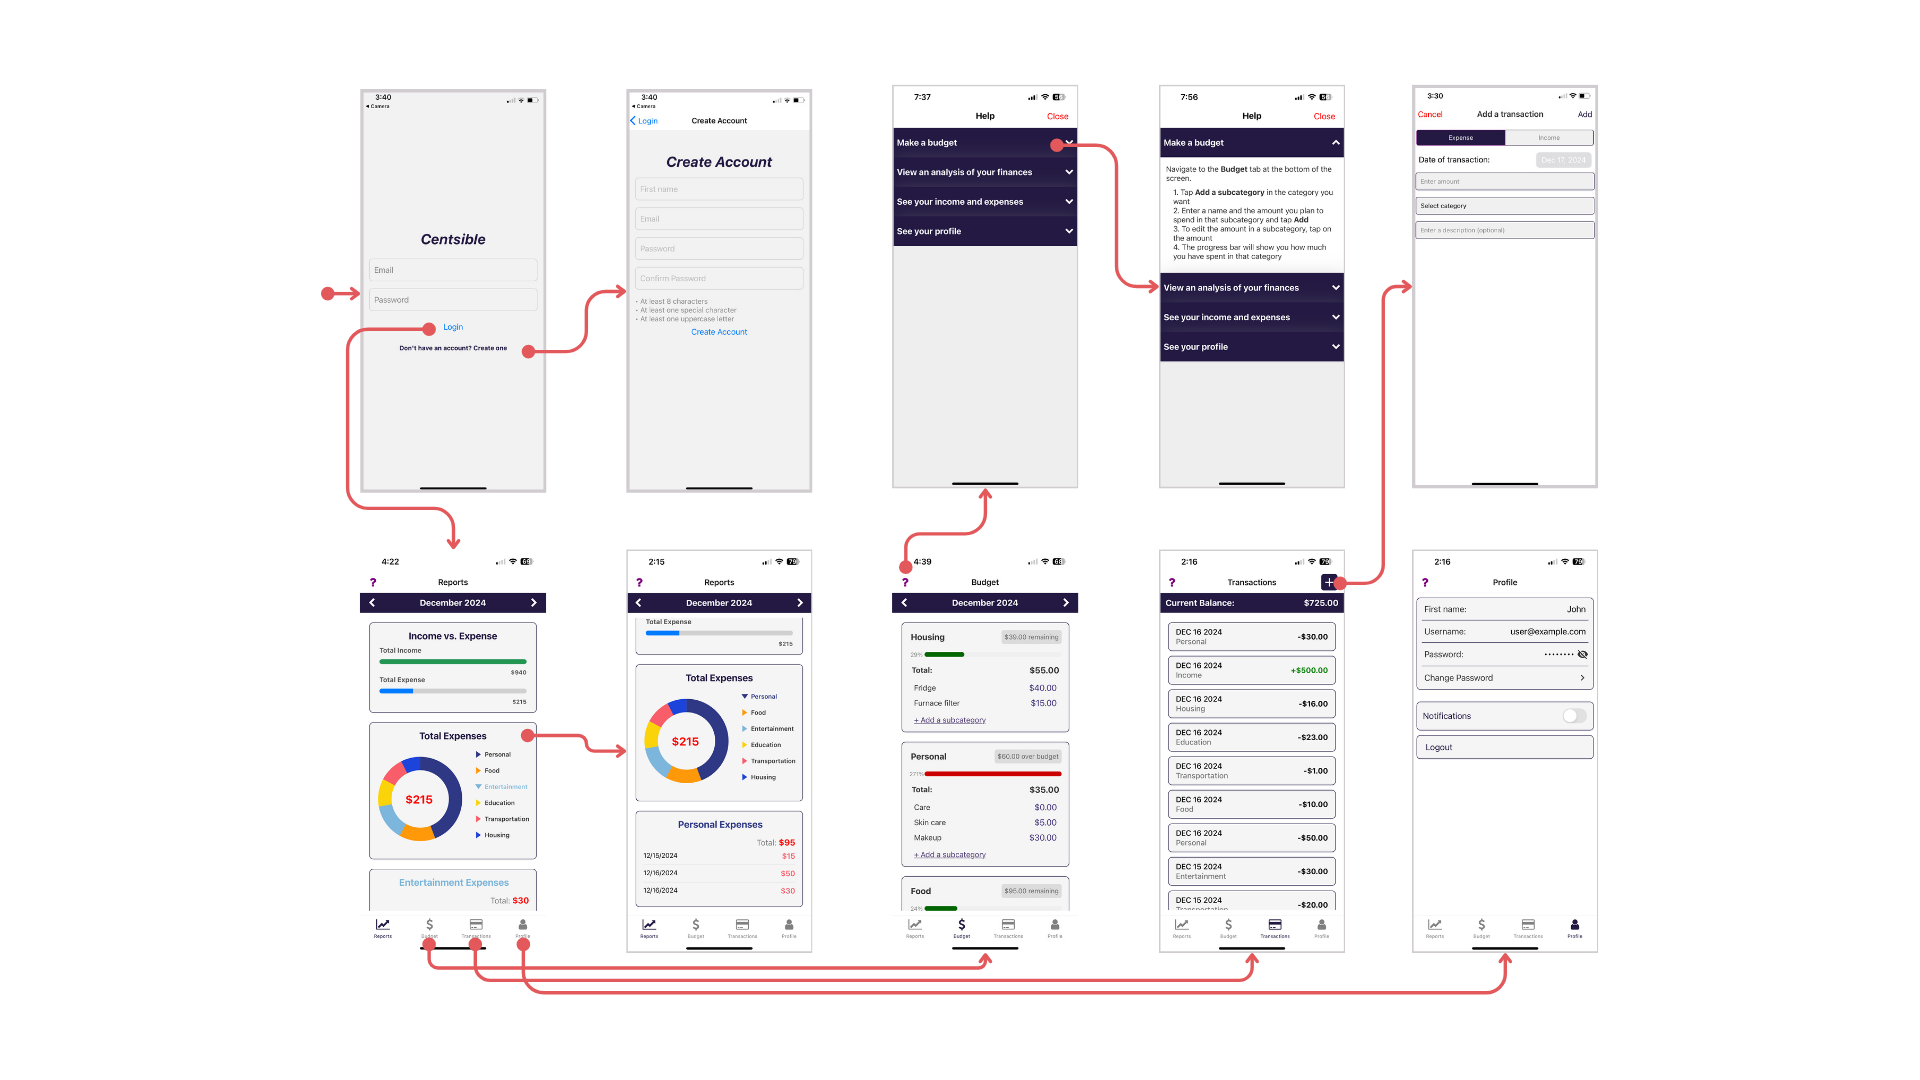 3:40
Camera
Centsible
Email
Password
Login
Don't have an account? Create one
3:40
Camera
Login
Create Account
Create Account
First name
Email
Password
Confirm Password
• At least 8 characters
• At least one special character
• At least one uppercase letter
Create Account
7:37
Help
Close
Make a budget
View an analysis of your finances
See your income and expenses
See your profile
7:56
Help
Close
Make a budget
Navigate to the Budget tab at the bottom of the
screen.
1. Tap Add a subcategory in the category you
want
2. Enter a name and the amount you plan to
spend in that subcategory and tap Add
3. To edit the amount in a subcategory, tap on
the amount
4. The progress bar will show you how much
you have spent in that category
View an analysis of your finances
See your income and expenses
See your profile
3:30
Cancel
Add a transaction
Add
Expense
Income
Date of transaction:
Dec 17, 2024
Enter amount
Select category
Enter a description (optional)
4:22
?
Reports
December 2024
Income vs. Expense
Total Income
$940
Total Expense
$215
Total Expenses
$215
Personal
Food
Entertainment
Education
Transportation
Housing
Entertainment Expenses
Total: $30
Reports
Budget
Transactions
Profile
2:15
79
?
Reports
December 2024
Total Expense
$215
Total Expenses
$215
Personal
Food
Entertainment
Education
Transportation
Housing
Personal Expenses
Total: $95
12/15/2024 $15
12/16/2024 $50
12/16/2024 $30
Reports
Budget
Transactions
Profile
4:39
?
Budget
December 2024
Housing
$39.00 remaining
29%
Total: $55.00
Fridge $40.00
Furnace filter $15.00
+ Add a subcategory
Personal
$60.00 over budget
271%
Total: $35.00
Care $0.00
Skin care $5.00
Makeup $30.00
+ Add a subcategory
Food
$95.00 remaining
24%
Reports
Budget
Transactions
Profile
2:16
79
?
Transactions
+
Current Balance: $725.00
DEC 16 2024
Personal
-$30.00
DEC 16 2024
Income
+$500.00
DEC 16 2024
Housing
-$16.00
DEC 16 2024
Education
-$23.00
DEC 16 2024
Transportation
-$1.00
DEC 16 2024
Food
-$10.00
DEC 16 2024
Personal
-$50.00
DEC 15 2024
Entertainment
-$30.00
DEC 15 2024
Transportation
-$20.00
Reports
Budget
Transactions
Profile
2:16
79
?
Profile
First name: John
Username: user@example.com
Password: ········
Change Password
Notifications
Logout
Reports
Budget
Transactions
Profile